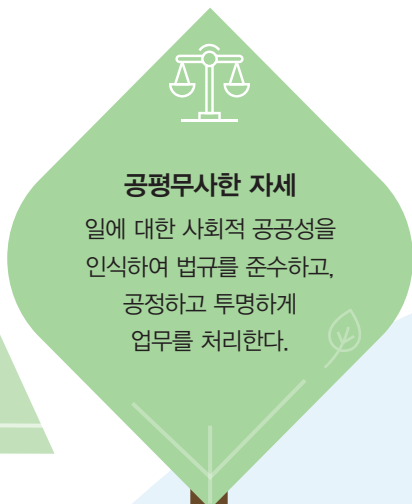 공평무사한 자세
일에 대한 사회적 공공성을
인식하여 법규를 준수하고,
공정하고 투명하게
업무를 처리한다.